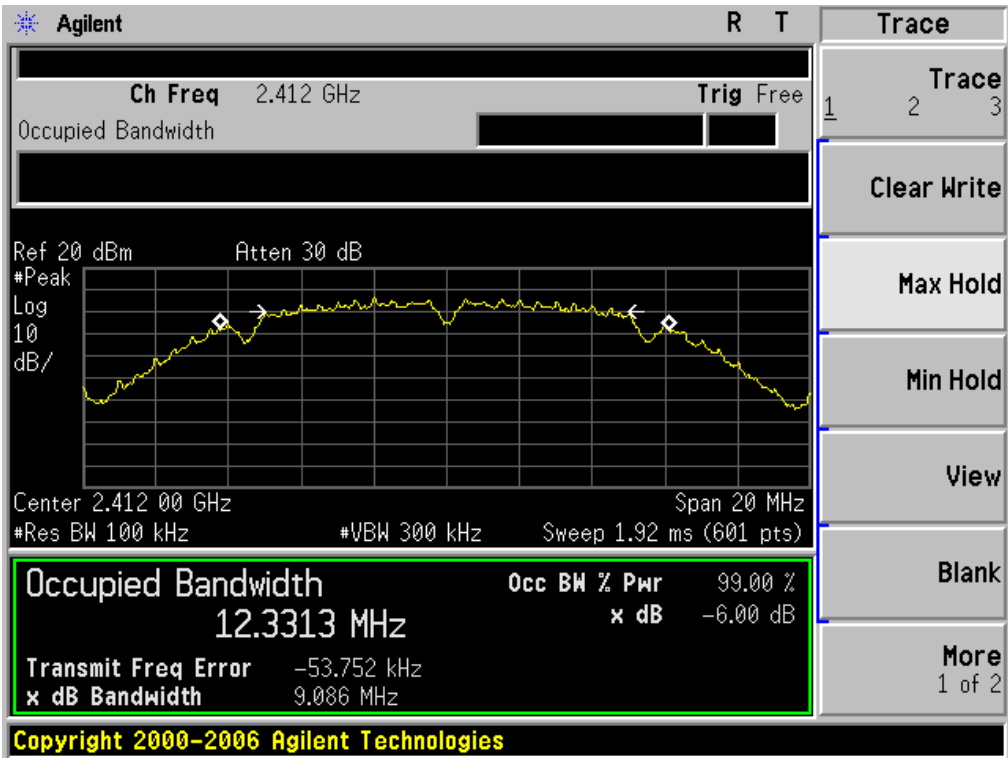 Agilent R T
Trace
Ch Freq 2.412 GHz Trig Free
Occupied Bandwidth
Ref 20 dBm Atten 30 dB
#Peak
Log
10
dB/
Center 2.412 00 GHz Span 20 MHz
#Res BW 100 kHz #VBW 300 kHz Sweep 1.92 ms (601 pts)
Occupied Bandwidth
12.3313 MHz
Occ BW % Pwr 99.00 %
x dB -6.00 dB
Transmit Freq Error -53.752 kHz
x dB Bandwidth 9.086 MHz
Copyright 2000-2006 Agilent Technologies
Trace
1 2 3
Clear Write
Max Hold
Min Hold
View
Blank
More
1 of 2